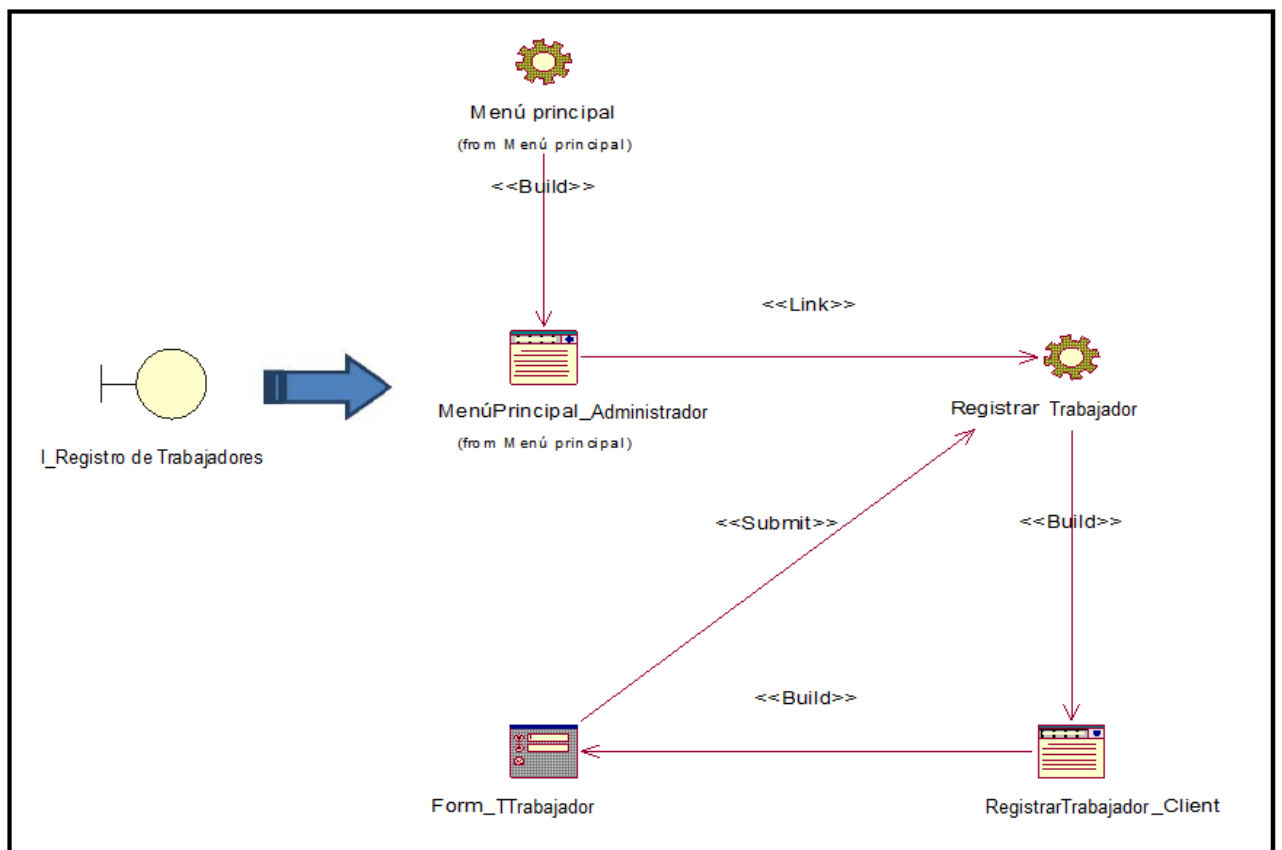 Menú principal
(from Menú principal)
<<Build>>
<<Link>>
I_Registro de Trabajadores
MenúPrincipal_Administrador
(from Menú principal)
Registrar Trabajador
<<Submit>>
<<Build>>
<<Build>>
Form_TTrabajador
RegistrarTrabajador_Client